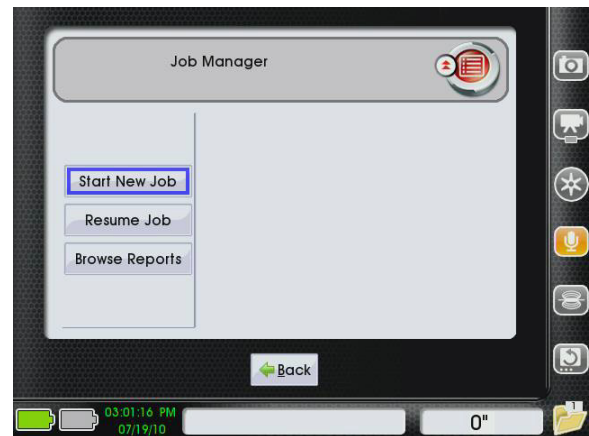 Job Manager
Start New Job
Resume Job
Browse Reports
Back
03:01:16 PM
07/19/10
0"
1